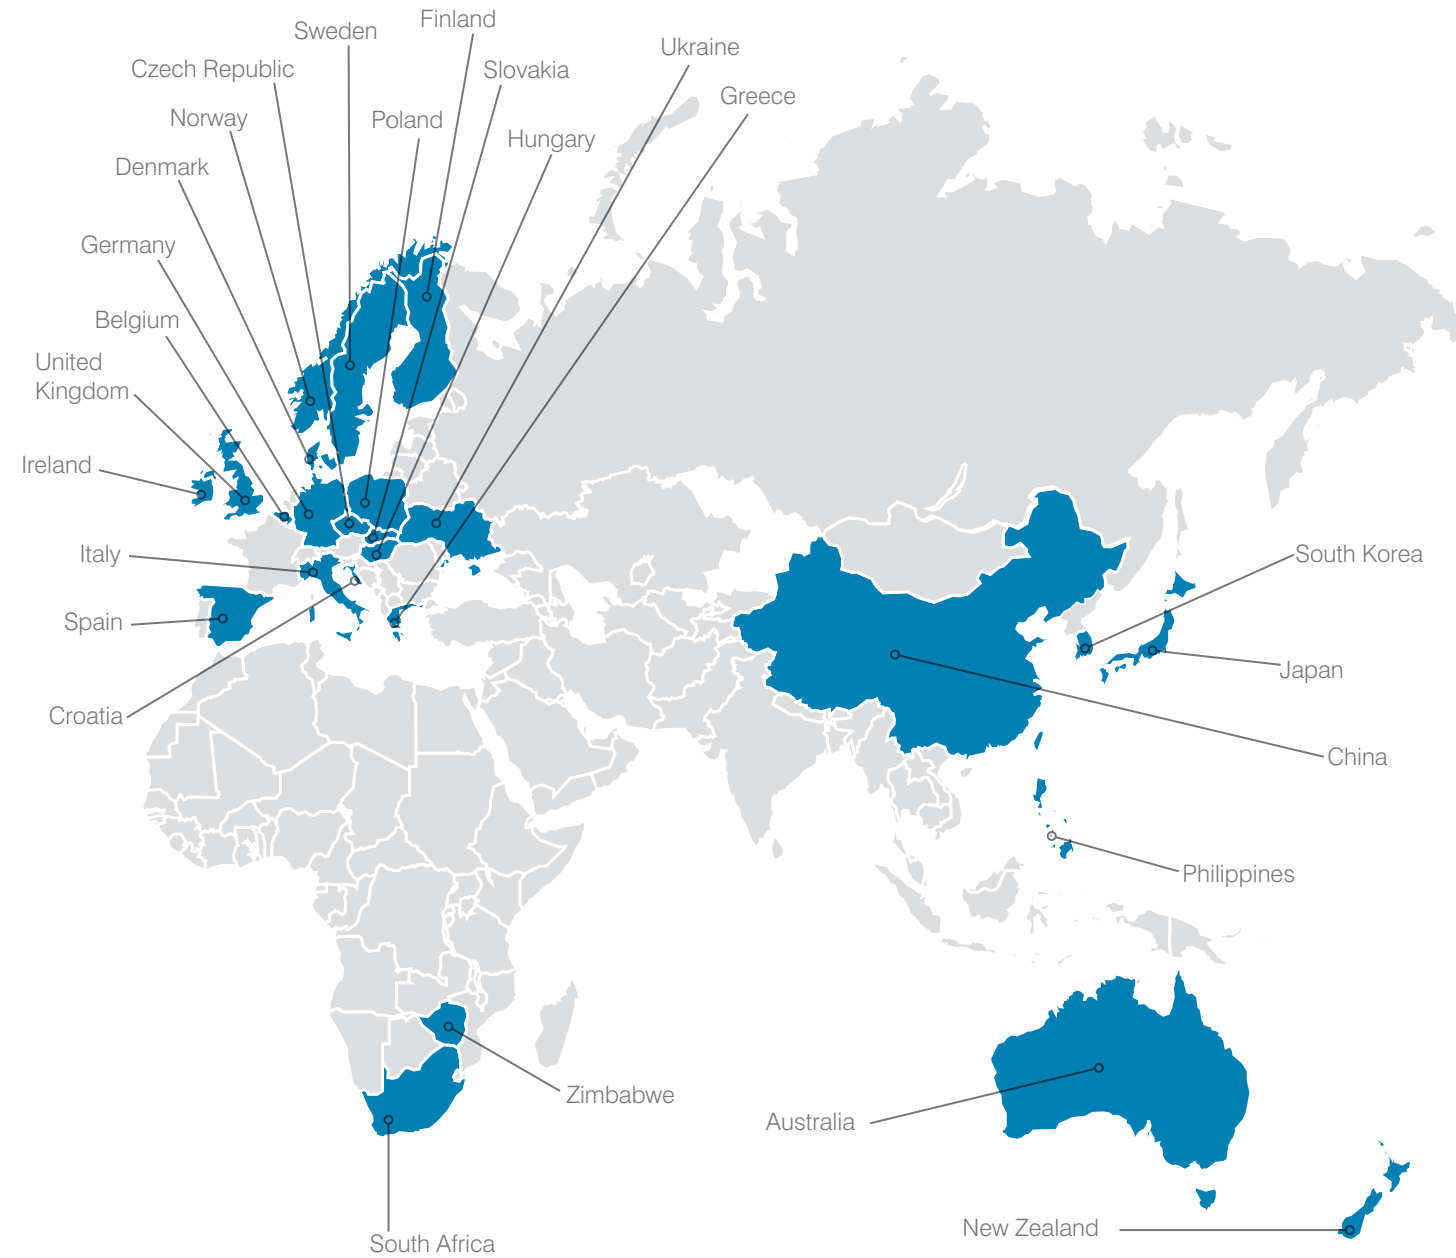 Finland
Sweden
Ukraine
Czech Republic
Slovakia
Greece
Norway
Poland
Hungary
Denmark
Germany
Belgium
United
Kingdom
Ireland
Italy
South Korea
Spain
Japan
Croatia
China
Philippines
Zimbabwe
Australia
New Zealand
South Africa